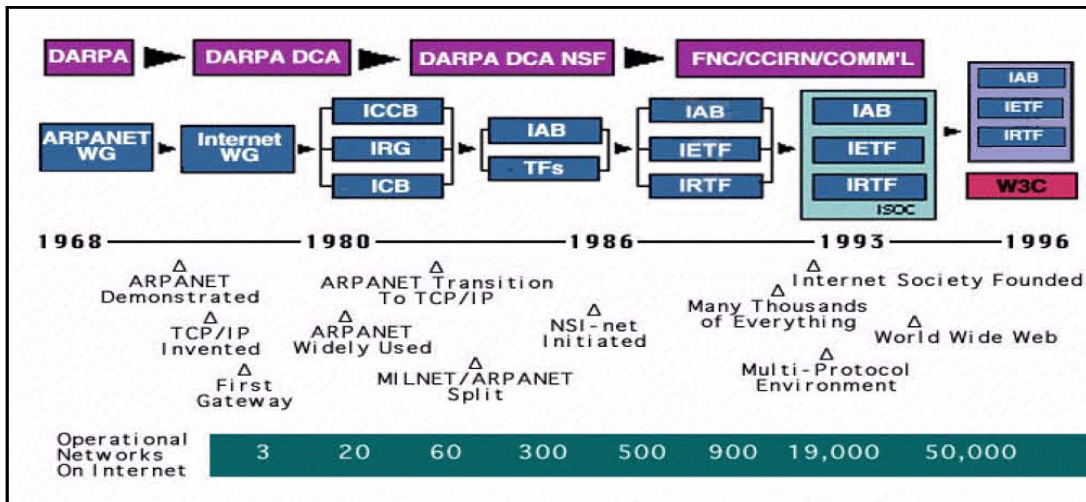 DARPA DARPA DCA DARPA DCA NSF FNC/CCIRN/COMM'L
IAB
IETF
IRTF
ARPANET
WG
Internet
WG
ICCB
IRG
ICB
IAB
TFs
IAB
IETF
IRTF
IAB
IETF
IRTF
ISOC
W3C
1968 1980 1986 1993 1996
ARPANET
Demonstrated
TCP/IP
Invented
First
Gateway
ARPANET Transition
To TCP/IP
ARPANET
Widely Used
MILNET/ARPANET
Split
NSI-net
Initiated
Internet Society Founded
Many Thousands
of Everything
World Wide Web
Multi-Protocol
Environment
Operational
Networks
On Internet
3 20 60 300 500 900 19,000 50,000